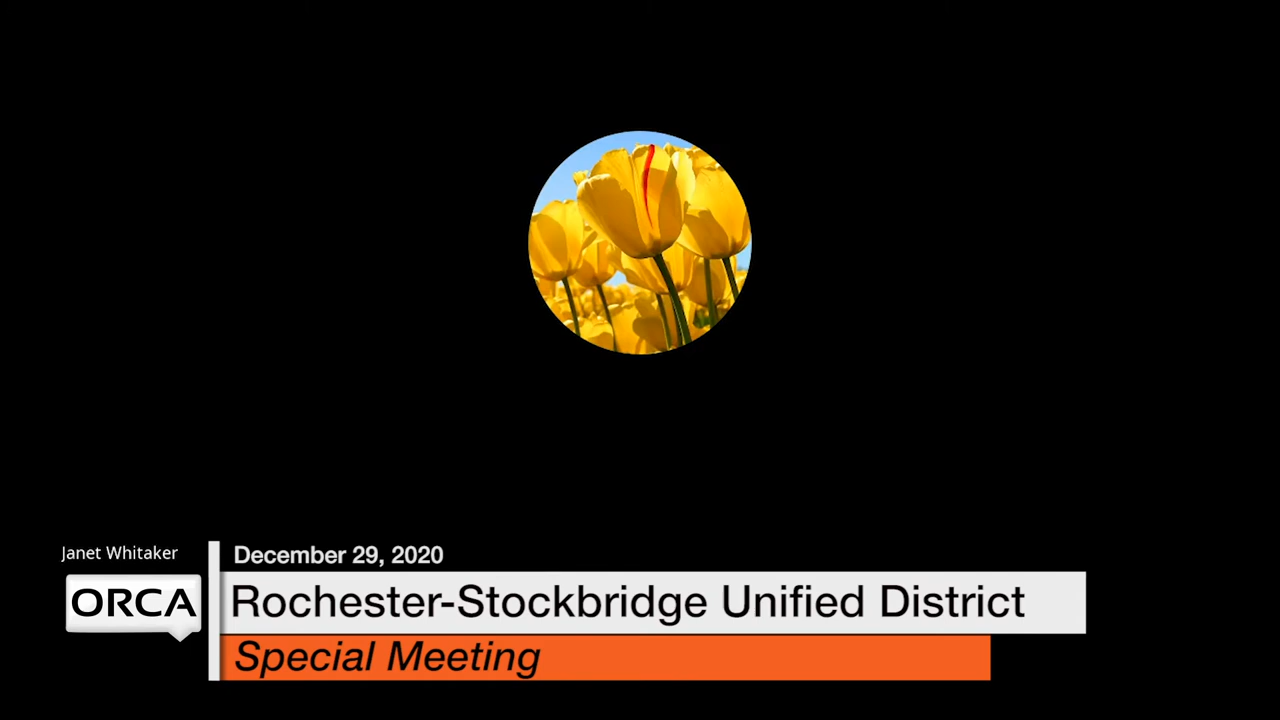 Janet Whitaker
December 29, 2020
ORCA
Rochester-Stockbridge Unified District
Special Meeting